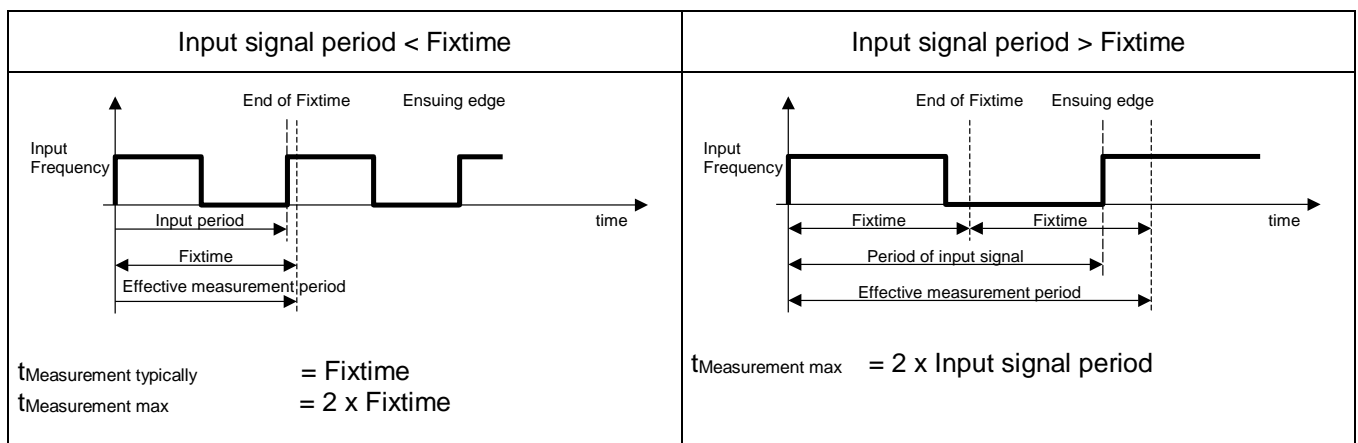 Input signal period < Fixtime
End of Fixtime Ensuing edge
Input
Frequency
time
Input period
Fixtime
Effective measurement period
tMeasurement typically = Fixtime
tMeasurement max = 2 x Fixtime
Input signal period > Fixtime
End of Fixtime Ensuing edge
Input
Frequency
time
Fixtime Fixtime
Period of input signal
Effective measurement period
tMeasurement max = 2 x Input signal period